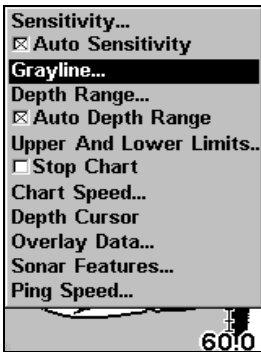 Sensitivity...
Auto Sensitivity
Grayline...
Depth Range...
Auto Depth Range
Upper And Lower Limits..
Stop Chart
Chart Speed...
Depth Cursor
Overlay Data...
Sonar Features...
Ping Speed...
60.0